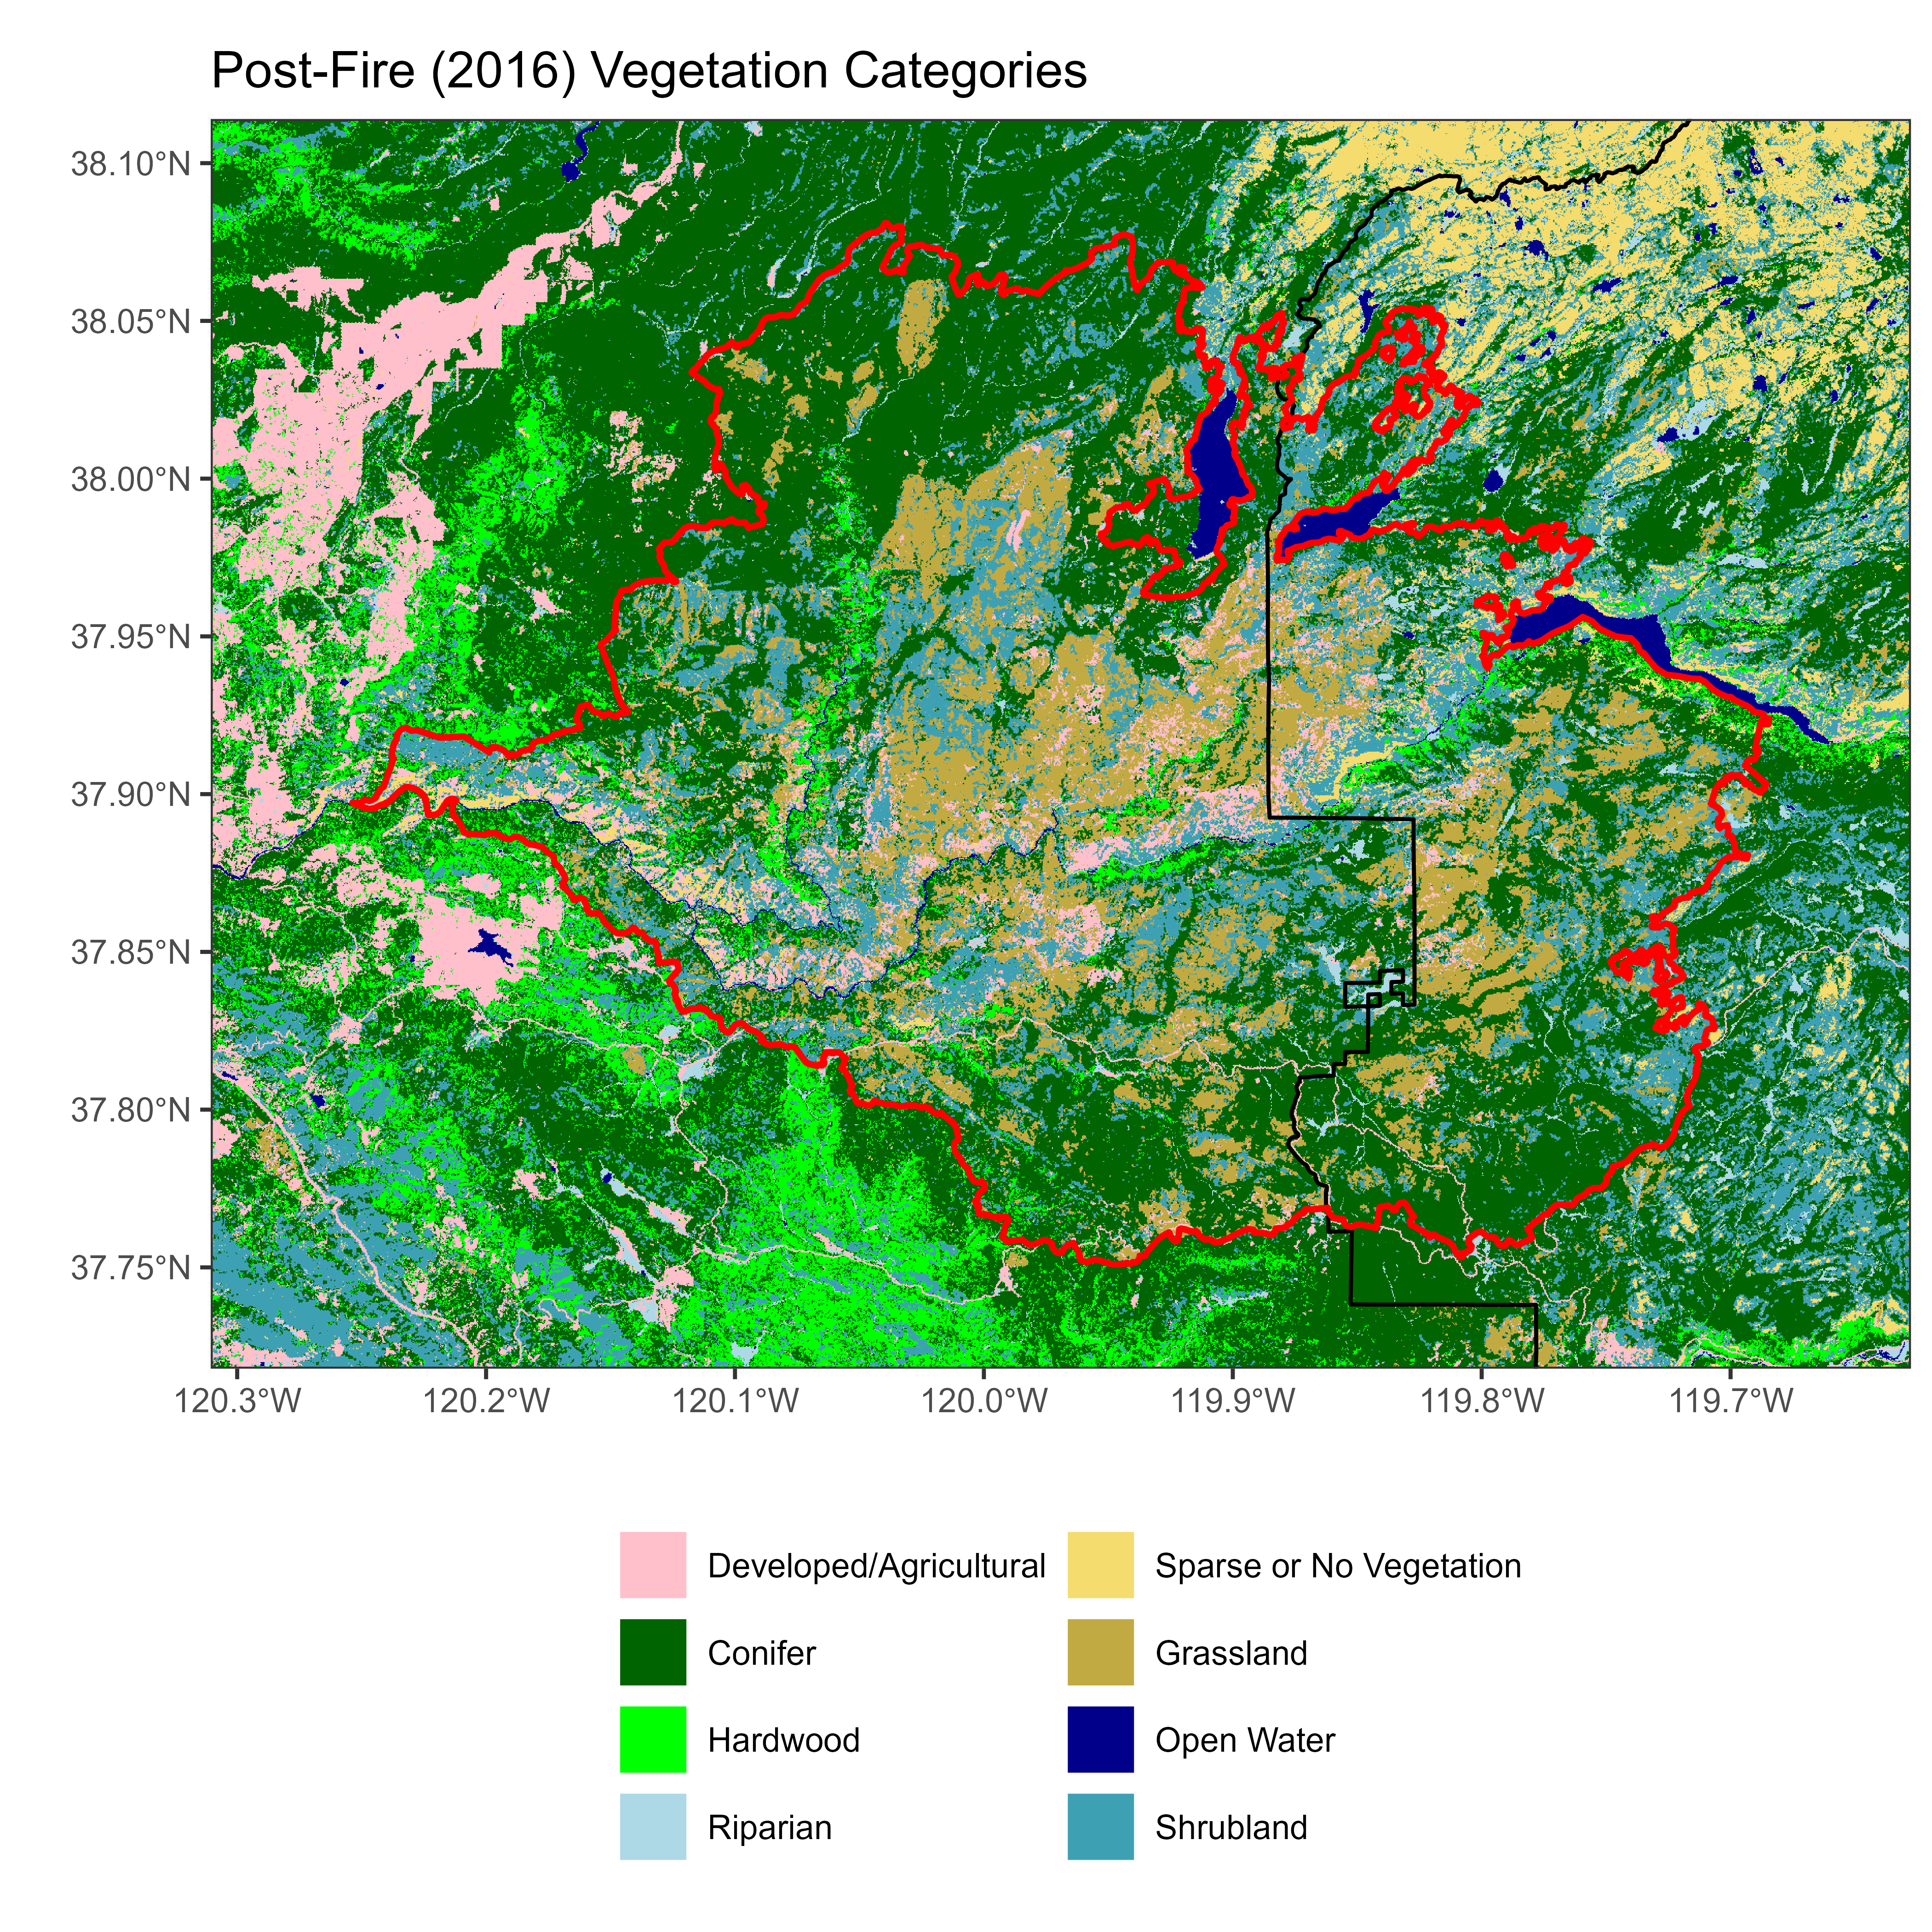 Post-Fire (2016) Vegetation Categories
38.10°N
38.05°N
38.00°N
37.95°N
37.90°N
37.85°N
37.80°N
37.75°N
120.3°W 120.2°W 120.1°W 120.0°W 119.9°W 119.8°W 119.7°W
Developed/Agricultural
Conifer
Hardwood
Riparian
Sparse or No Vegetation
Grassland
Open Water
Shrubland